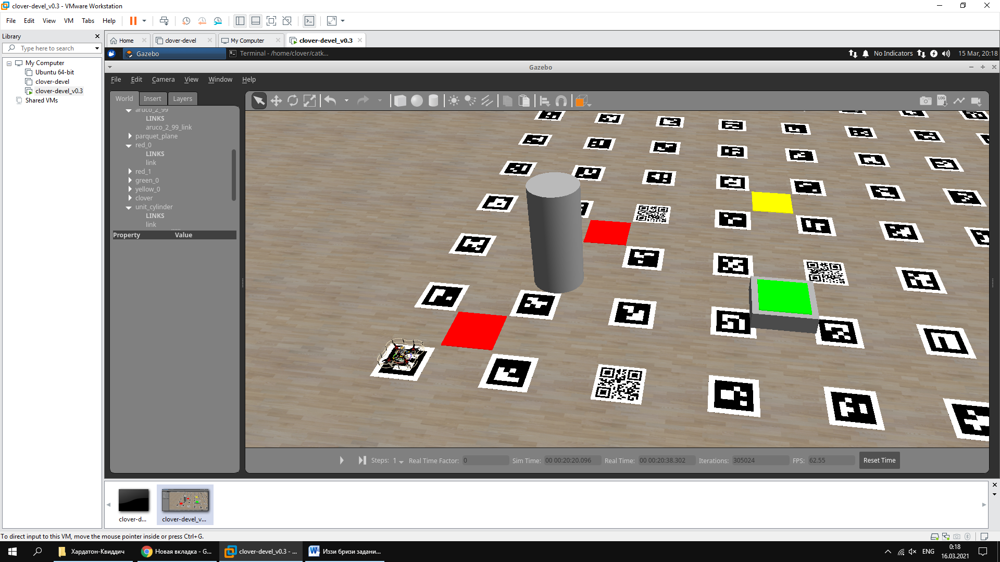 clover-devel_v0.3 - VMware Workstation
File Edit View VM Tabs Help
Library
Type here to search
My Computer
Ubuntu 64-bit
clover-devel
clover-devel_v0.3
Shared VMs
Home clover-devel My Computer clover-devel_v0.3
Gazebo Terminal - /home/clover/catk... No Indicators 15 Mar, 20:18
Gazebo
File Edit Camera View Window Help
World Insert Layers
LOG
aruco_2_99
LINKS
aruco_2_99_link
parquet_plane
red_0
LINKS
link
red_1
green_0
yellow_0
clover
unit_cylinder
LINKS
link
Property Value
Steps: 1 Real Time Factor: 0 Sim Time: 00 00:20:20.096 Real Time: 00 00:20:38.302 Iterations: 305024 FPS: 62.55 Reset Time
clover-d... clover-devel_v...
To direct input to this VM, move the mouse pointer inside or press Ctrl+G.
Хардатон-Квиддич Новая вкладка - G... clover-devel_v0.3 - ... Иззи бризи задани... ENG 0:18
16.03.2021